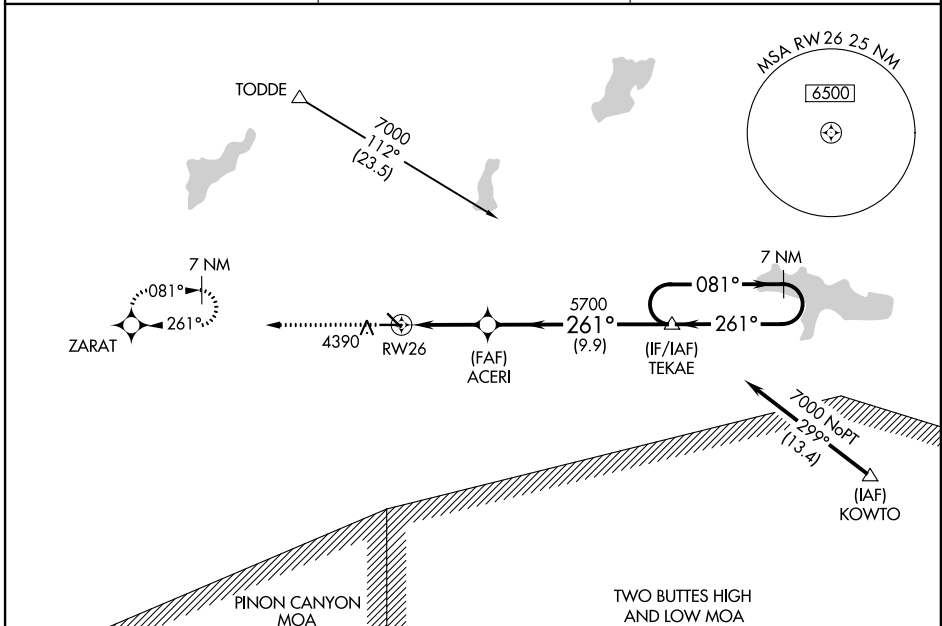 MSA RW26 25 NM
6500
TODDE
7000
112°
(23.5)
7 NM
081°
261°
ZARAT
4390
RW26
(FAF)
ACERI
5700
261°
(9.9)
7 NM
081°
261°
(IF/IAF)
TEKAE
7000 NoPT
299°
(13.4)
(IAF)
KOWTO
PINON CANYON
MOA
TWO BUTTES HIGH
AND LOW MOA